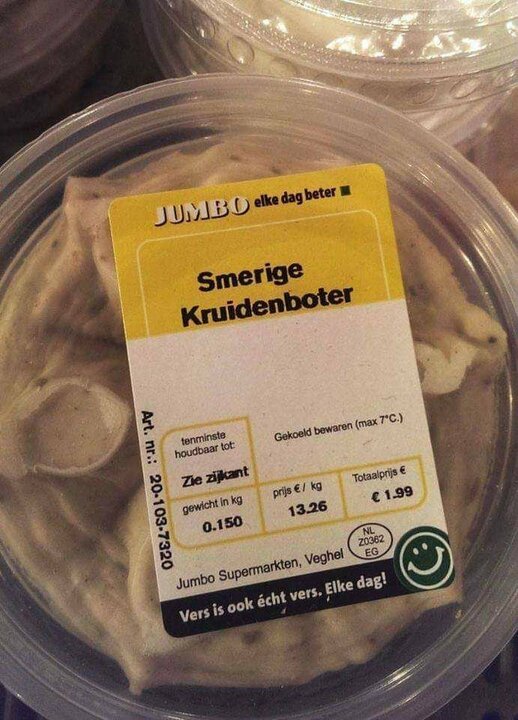 JUMBO elke dag beter
Smerige
Kruidenboter
tenminste
houdbaar tot:
Zie zijkant
Gekoeld bewaren (max 7°C.)
gewicht in kg
0.150
prijs € / kg
13.26
Totaalprijs €
€ 1.99
Art. nr.: 20-103-7320
Jumbo Supermarkten, Veghel
NL
Z0362
EG
Vers is ook écht vers. Elke dag!